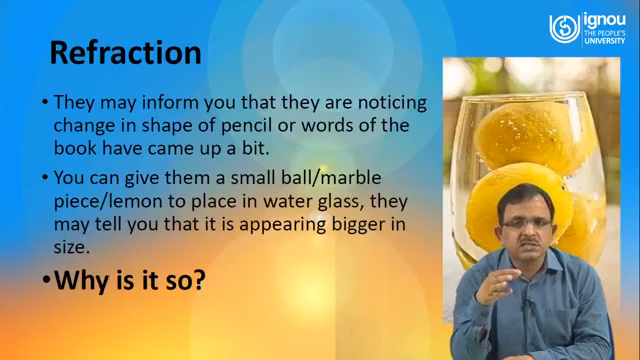 ignou
THE PEOPLE'S
UNIVERSITY
Refraction
• They may inform you that they are noticing
change in shape of pencil or words of the
book have came up a bit.
• You can give them a small ball/marble
piece/lemon to place in water glass, they
may tell you that it is appearing bigger in
size.
•Why is it so?